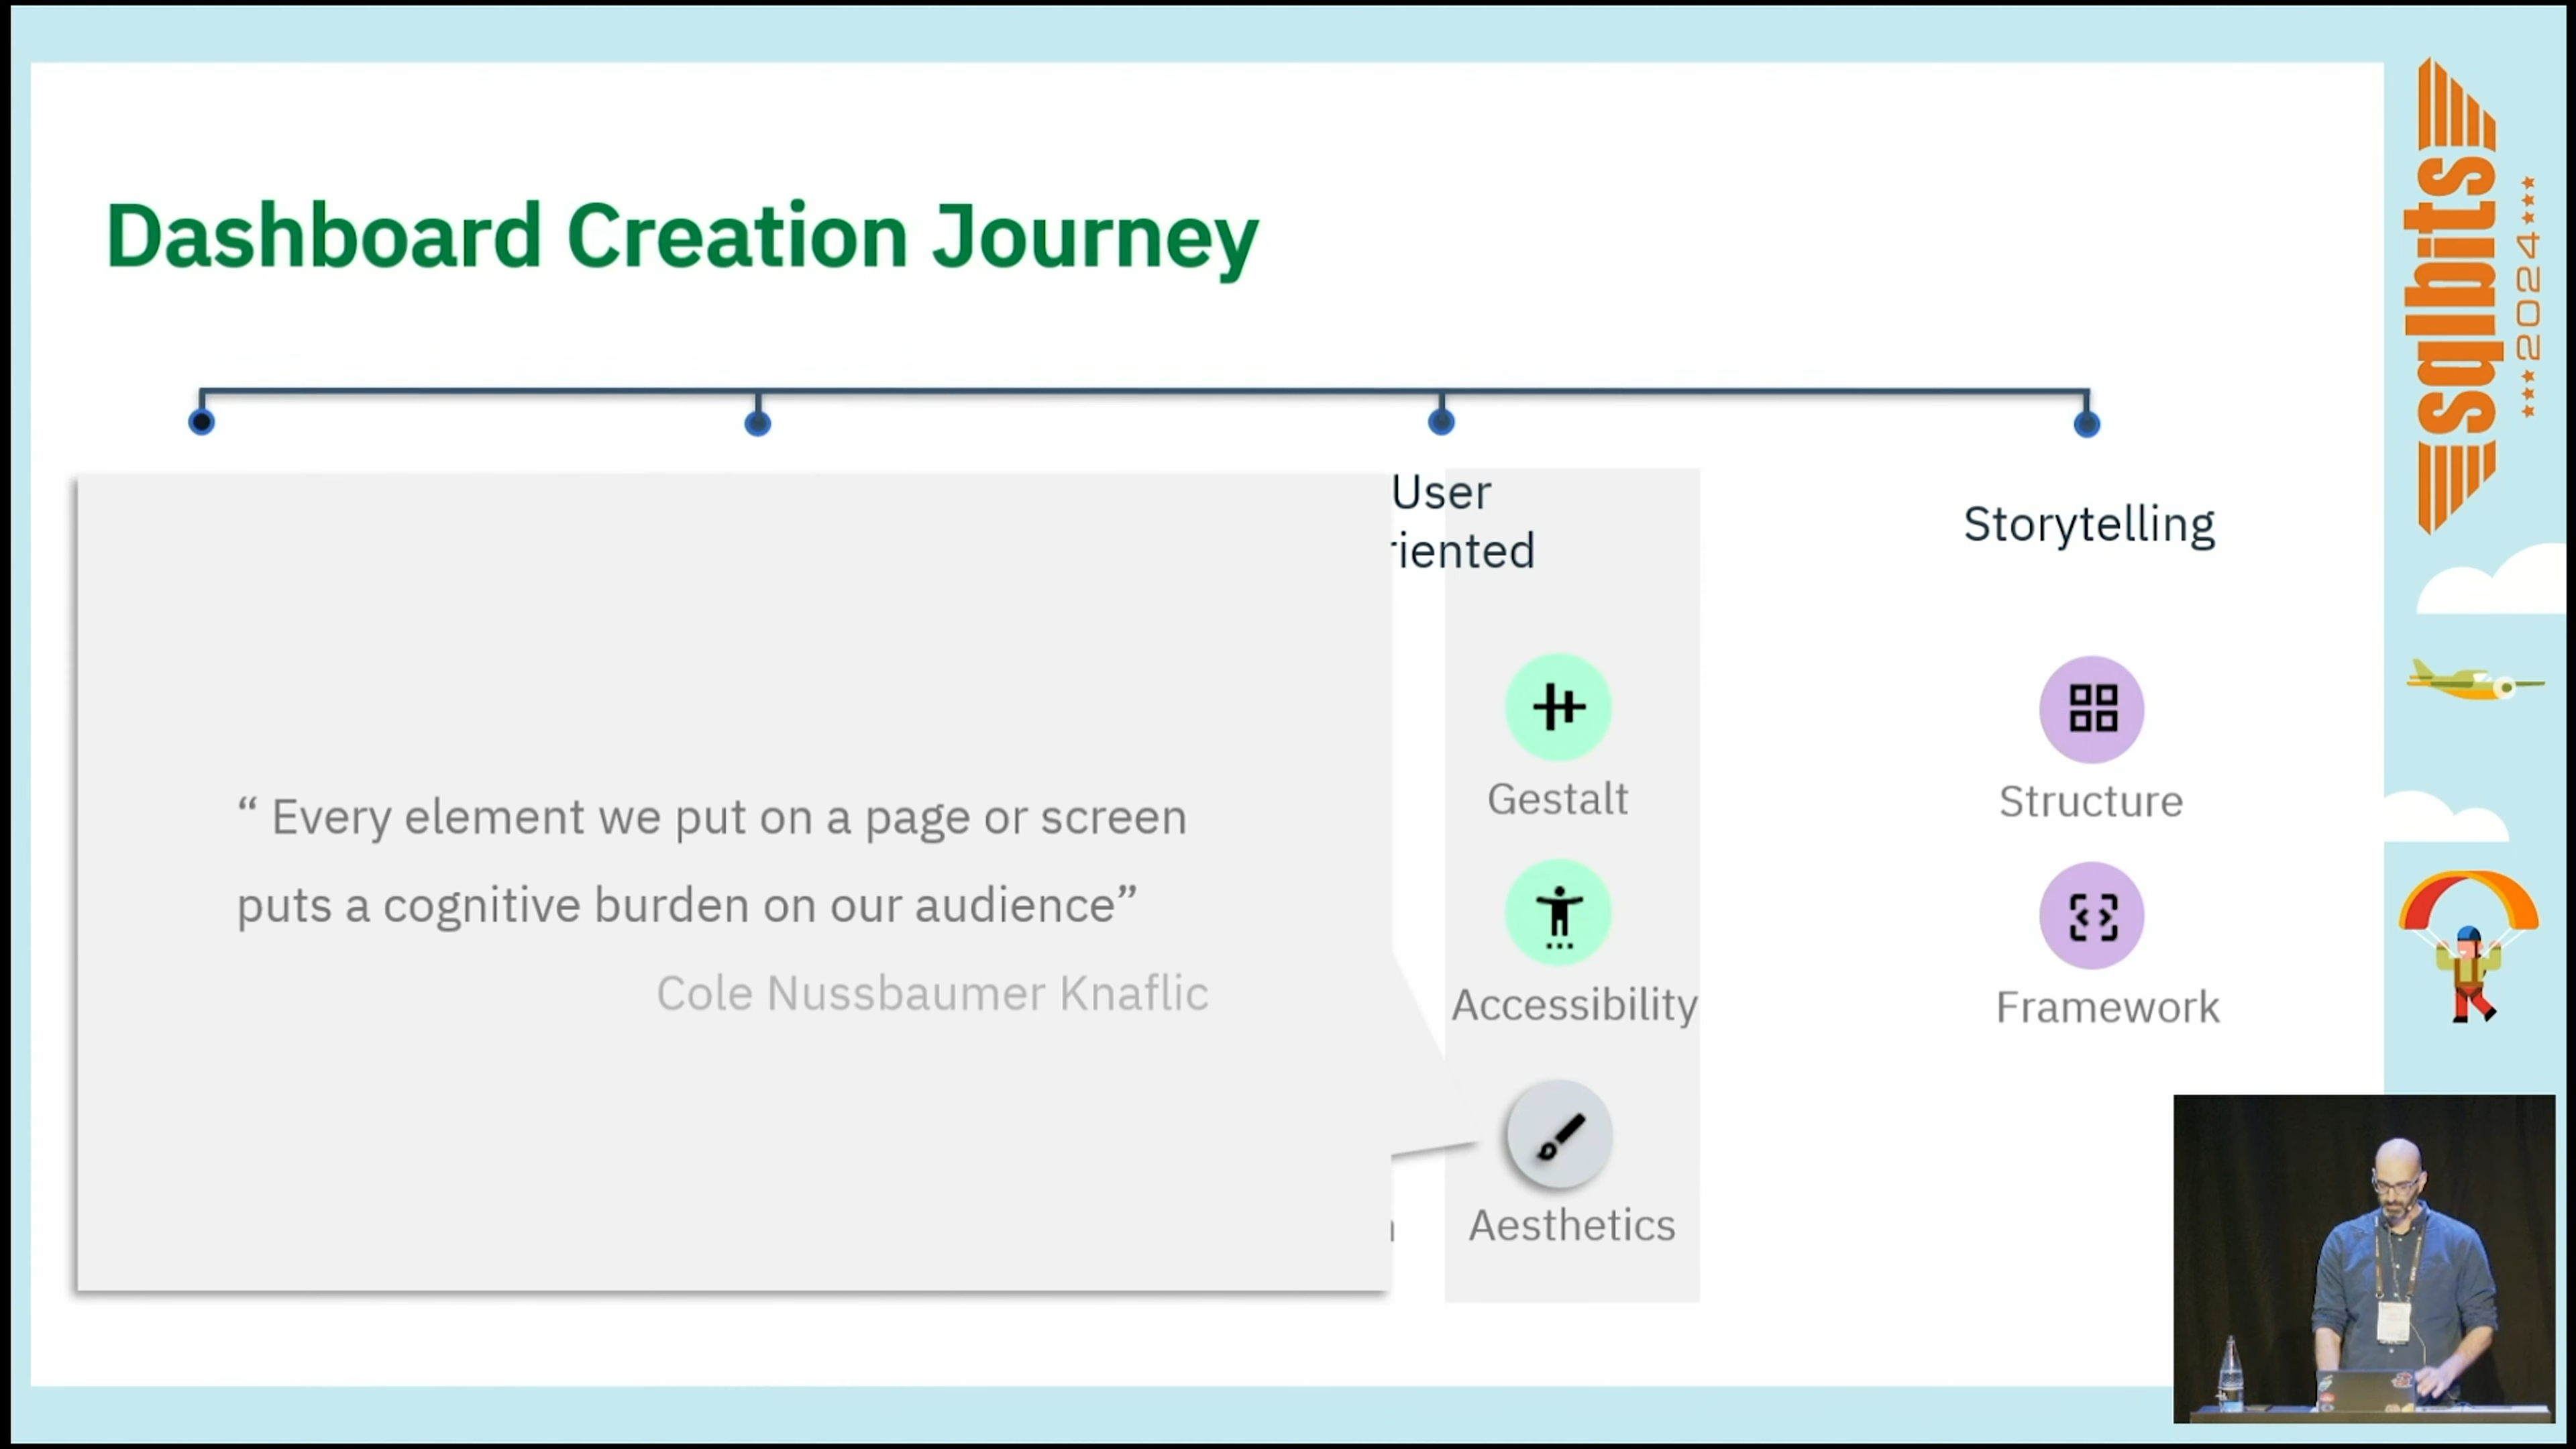 Dashboard Creation Journey
User
riented
Storytelling
“ Every element we put on a page or screen
puts a cognitive burden on our audience”
Cole Nussbaumer Knaflic
Gestalt
Accessibility
Aesthetics
Structure
Framework
sqlbits
2024